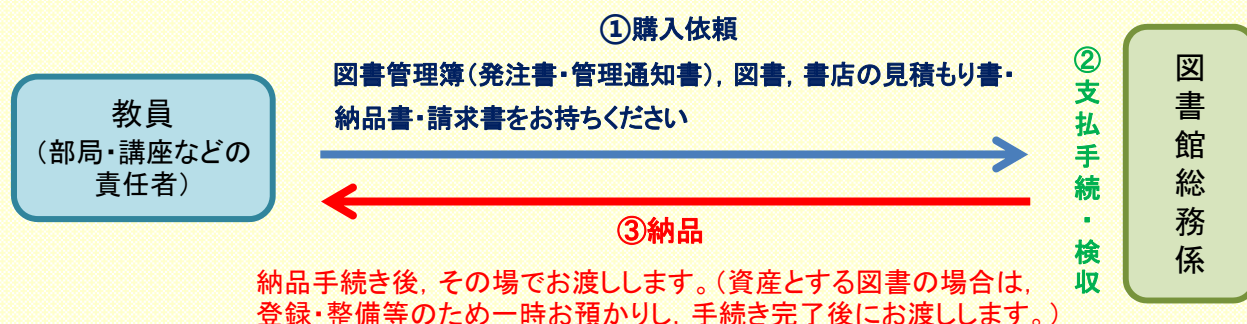 ①購入依頼
図書管理簿（発注書・管理通知書），図書，書店の見積もり書・
納品書・請求書をお持ちください
教員
（部局・講座などの
責任者）
②支払手続・検収
図書館総務係
③納品
納品手続き後，その場でお渡しします。（資産とする図書の場合は，
登録・整備等のため一時お預かりし，手続き完了後にお渡しします。）